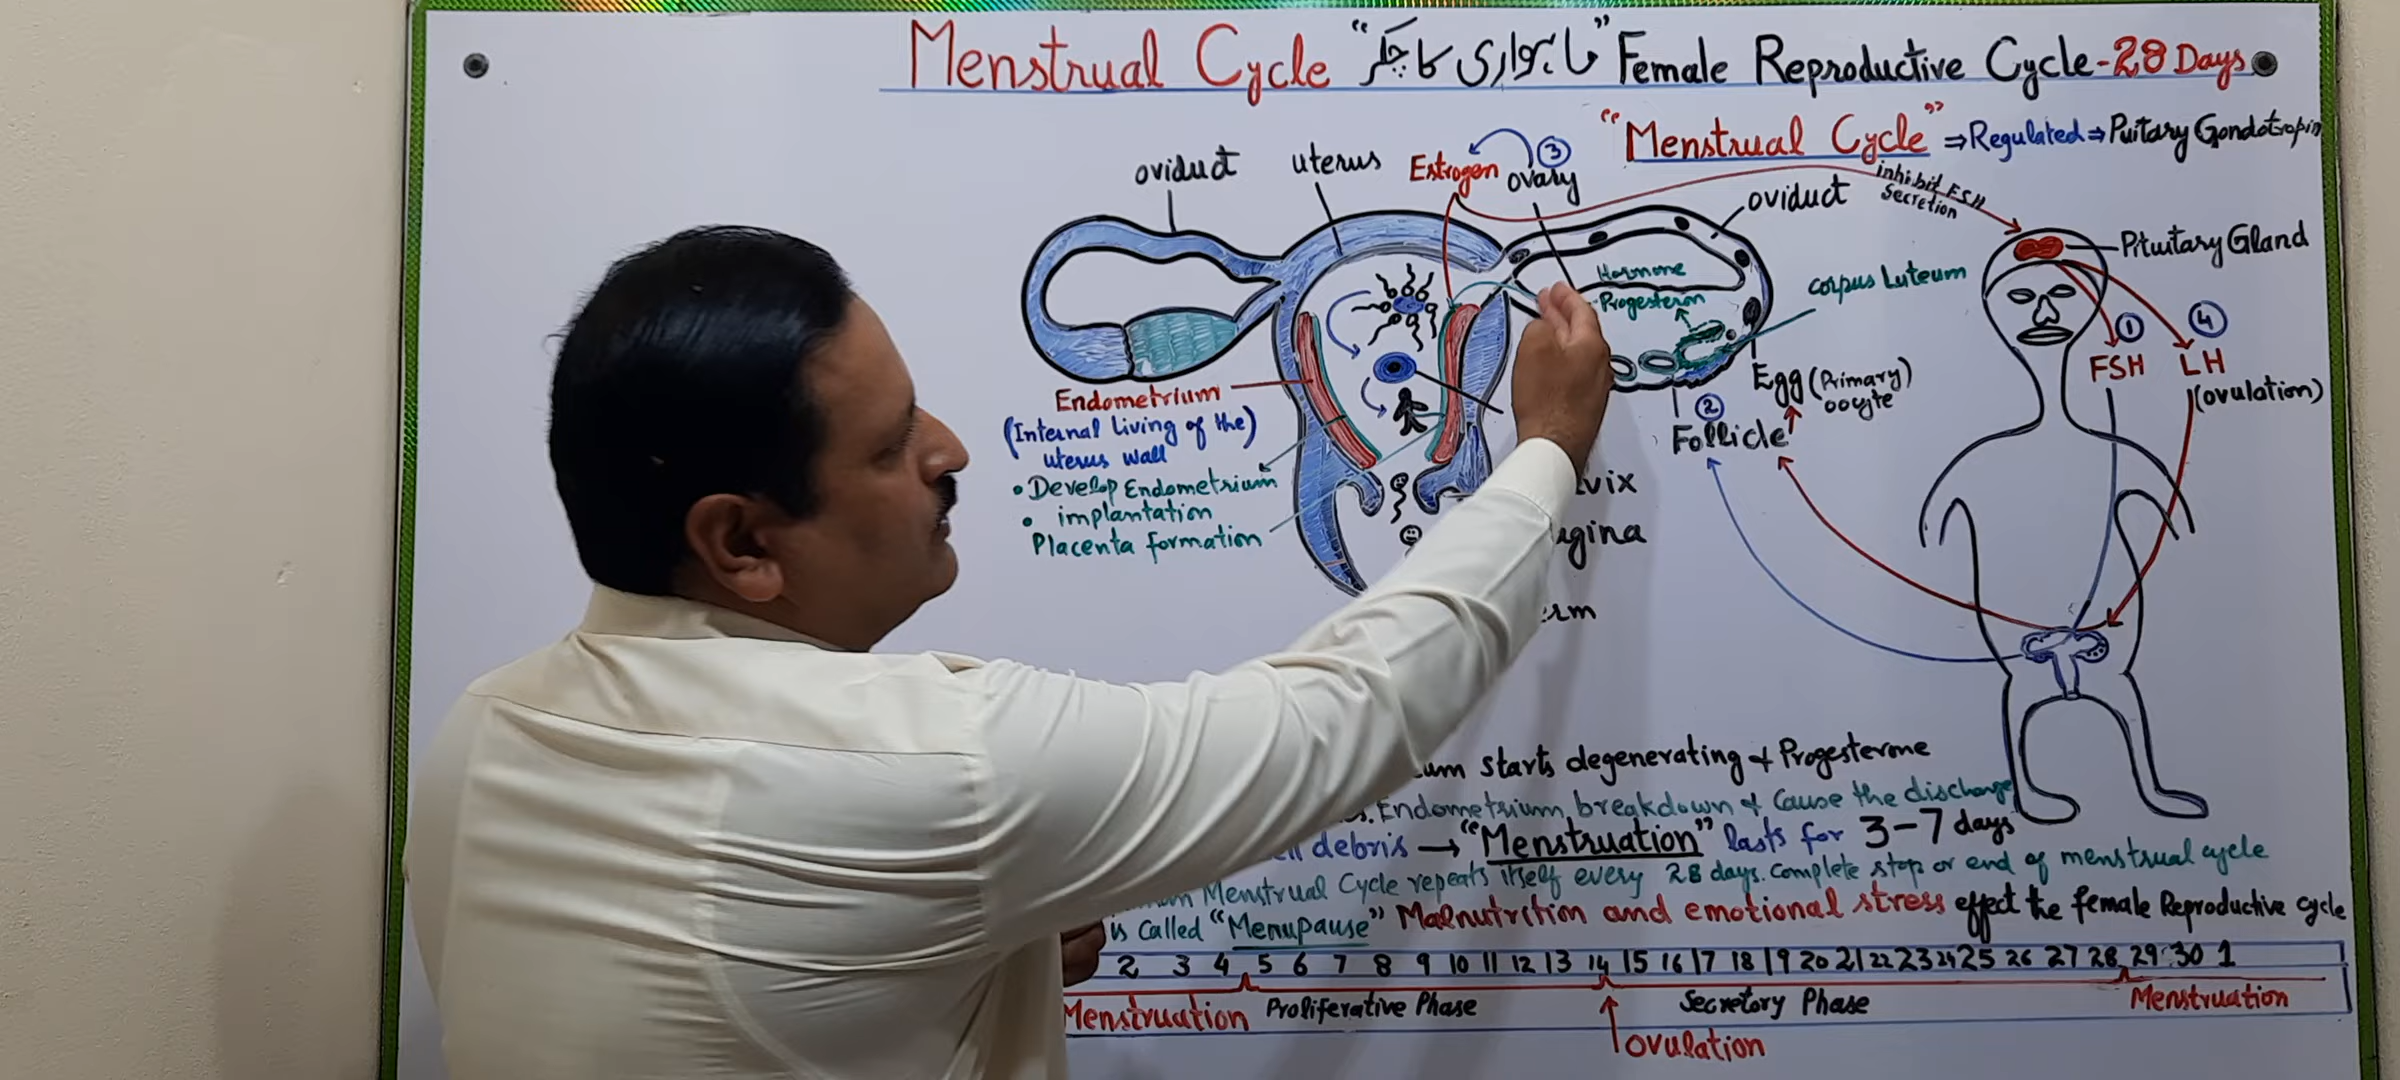 Menstrual Cycle “ماہواری کا چکر” Female Reproductive Cycle-28 Days
“Menstrual Cycle” ⇒ Regulated ⇒ Puitary Gondotropin
oviduct
uterus
Estrogen
③
ovary
inhibit FSH
Secretion
oviduct
Pituitary Gland
Hormone
Progesteron
corpus Luteum
①
FSH
④
LH
(ovulation)
Egg (Primary)
oocyte
②
Follicle
Endometrium
(Internal Living of the)
uterus wall
• Develop Endometrium
• implantation
Placenta formation
vix
gina
rm
um starts degenerating & Progesterone
Endometrium breakdown & Cause the discharge
debris → “Menstruation” lasts for 3-7 days
Menstrual Cycle repeats itself every 28 days. Complete stop or end of menstrual cycle
is called “Menupause” Malnutrition and emotional stress effect the female Reproductive cycle
2 3 4 5 6 7 8 9 10 11 12 13 14 15 16 17 18 19 20 21 22 23 24 25 26 27 28 29 30 1
Menstruation Proliferative Phase Secretory Phase Menstruation
ovulation